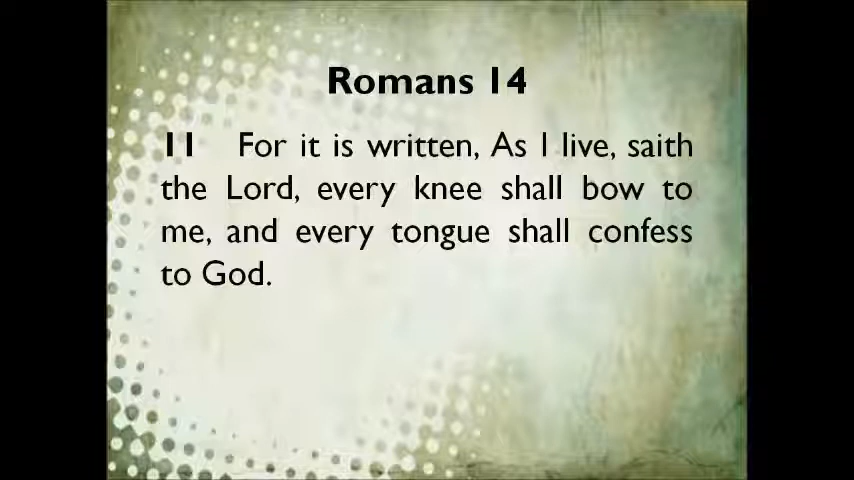 Romans 14
11 For it is written, As I live, saith
the Lord, every knee shall bow to
me, and every tongue shall confess
to God.